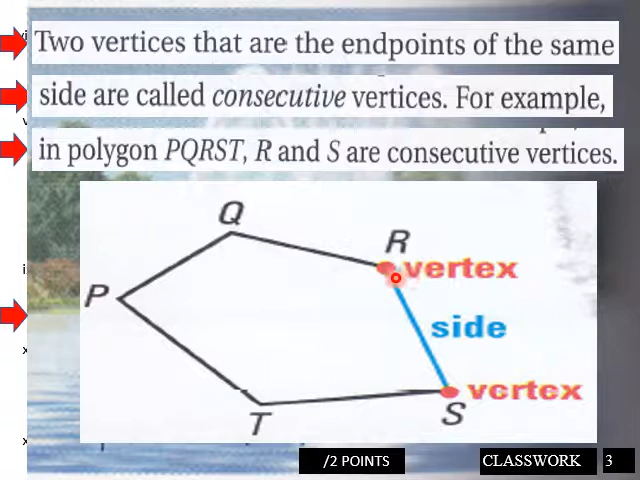 Two vertices that are the endpoints of the same
side are called consecutive vertices. For example,
in polygon PQRST, R and S are consecutive vertices.
Q
R
vertex
P
side
vertex
T
S
/2 POINTS
CLASSWORK 3